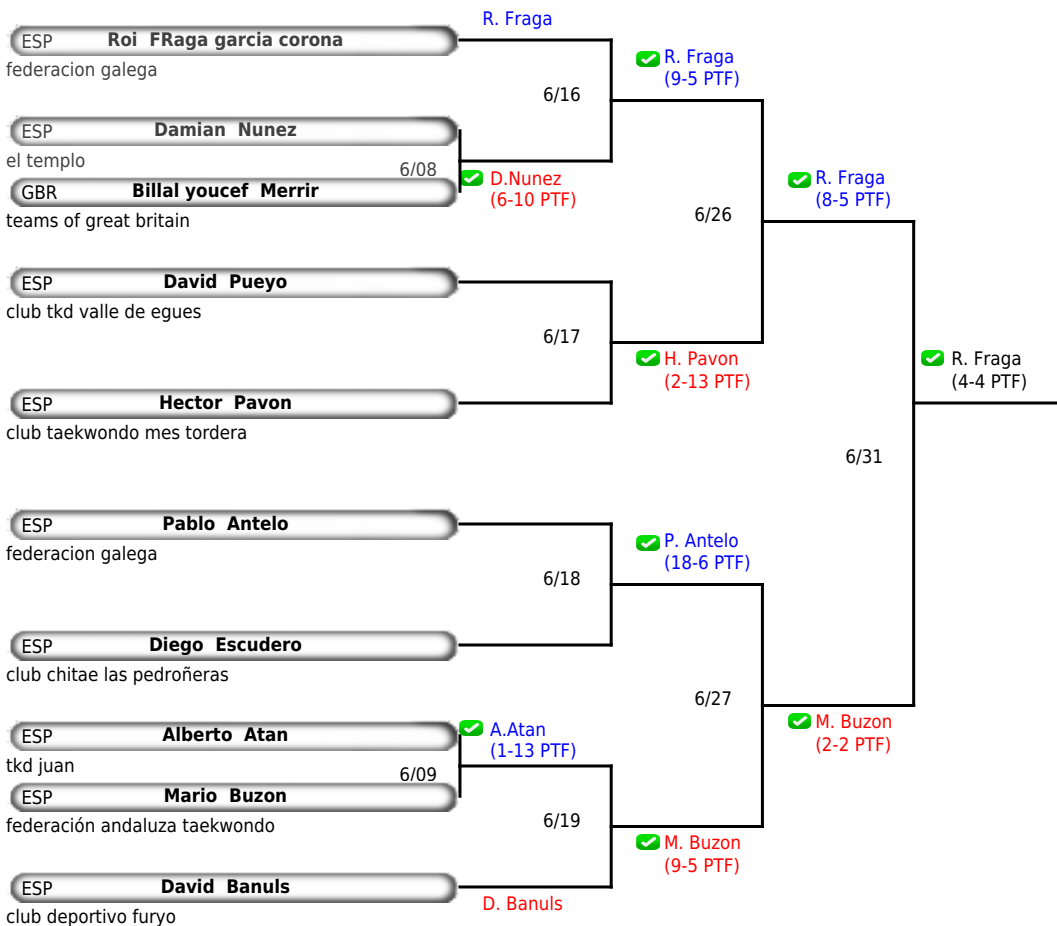 R. Fraga
ESP Roi FRaga garcia corona
federacion galega
R. Fraga
(9-5 PTF)
6/16
ESP Damian Nunez
el templo
6/08
GBR Billal youcef Merrir
teams of great britain
D.Nunez
(6-10 PTF)
R. Fraga
(8-5 PTF)
6/26
ESP David Pueyo
club tkd valle de egues
6/17
H. Pavon
(2-13 PTF)
ESP Hector Pavon
club taekwondo mes tordera
R. Fraga
(4-4 PTF)
6/31
ESP Pablo Antelo
federacion galega
P. Antelo
(18-6 PTF)
6/18
ESP Diego Escudero
club chitae las pedroñeras
6/27
M. Buzon
(2-2 PTF)
ESP Alberto Atan
tkd juan
6/09
A.Atan
(1-13 PTF)
ESP Mario Buzon
federación andaluza taekwondo
6/19
M. Buzon
(9-5 PTF)
ESP David Banuls
club deportivo furyo
D. Banuls